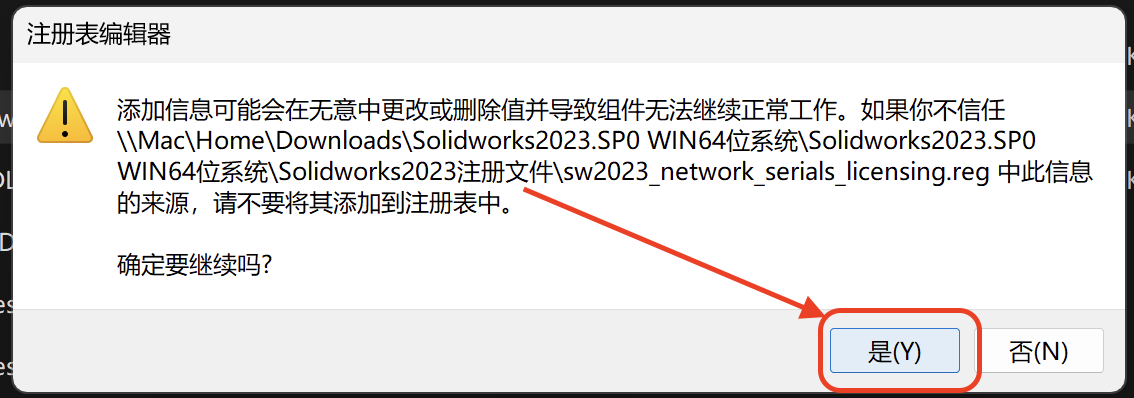 注册表编辑器
添加信息可能会在无意中更改或删除值并导致组件无法继续正常工作。如果你不信任
\\Mac\Home\Downloads\Solidworks2023.SP0 WIN64位系统\Solidworks2023.SP0
WIN64位系统\Solidworks2023注册文件\sw2023_network_serials_licensing.reg 中此信息
的来源，请不要将其添加到注册表中。
确定要继续吗?
是(Y)
否(N)